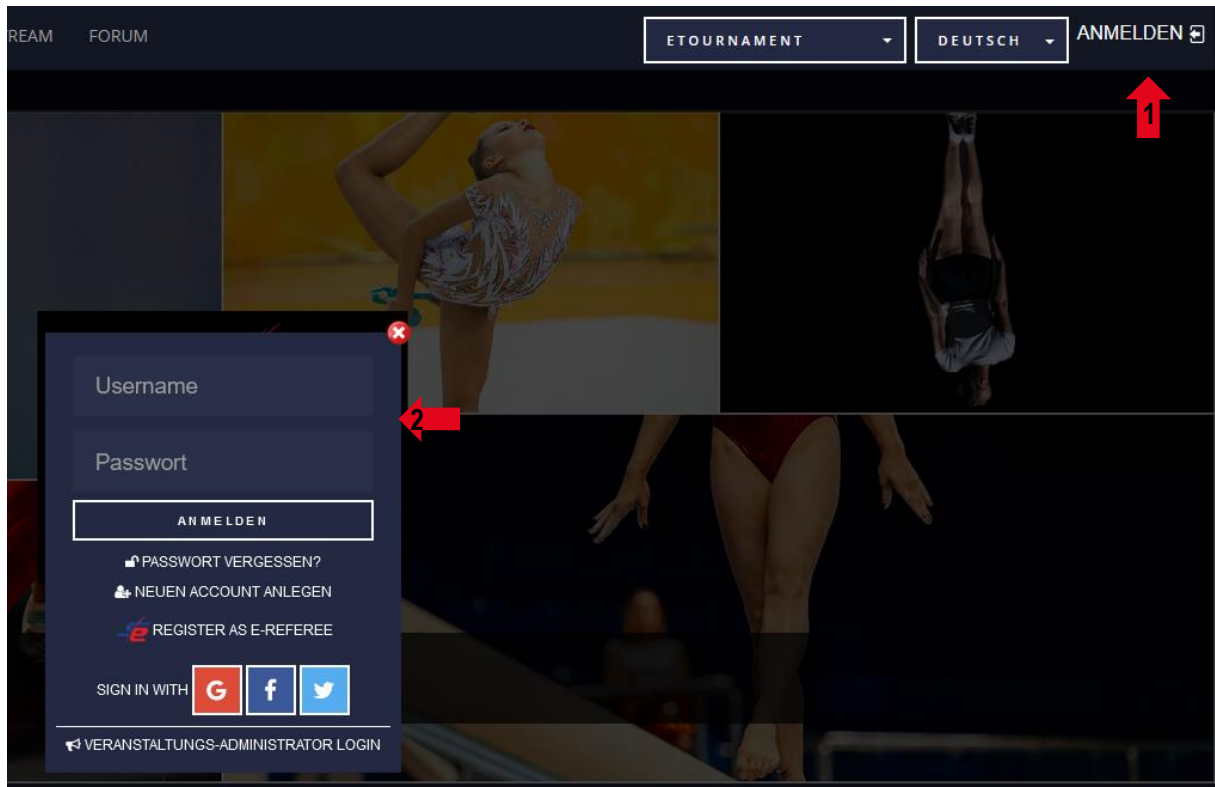 REAM FORUM ETOURNAMENT DEUTSCH ANMELDEN
1
Username
2
Passwort
ANMELDEN
PASSWORT VERGESSEN?
NEUEN ACCOUNT ANLEGEN
e REGISTER AS E-REFEREE
SIGN IN WITH G f
VERANSTALTUNGS-ADMINISTRATOR LOGIN